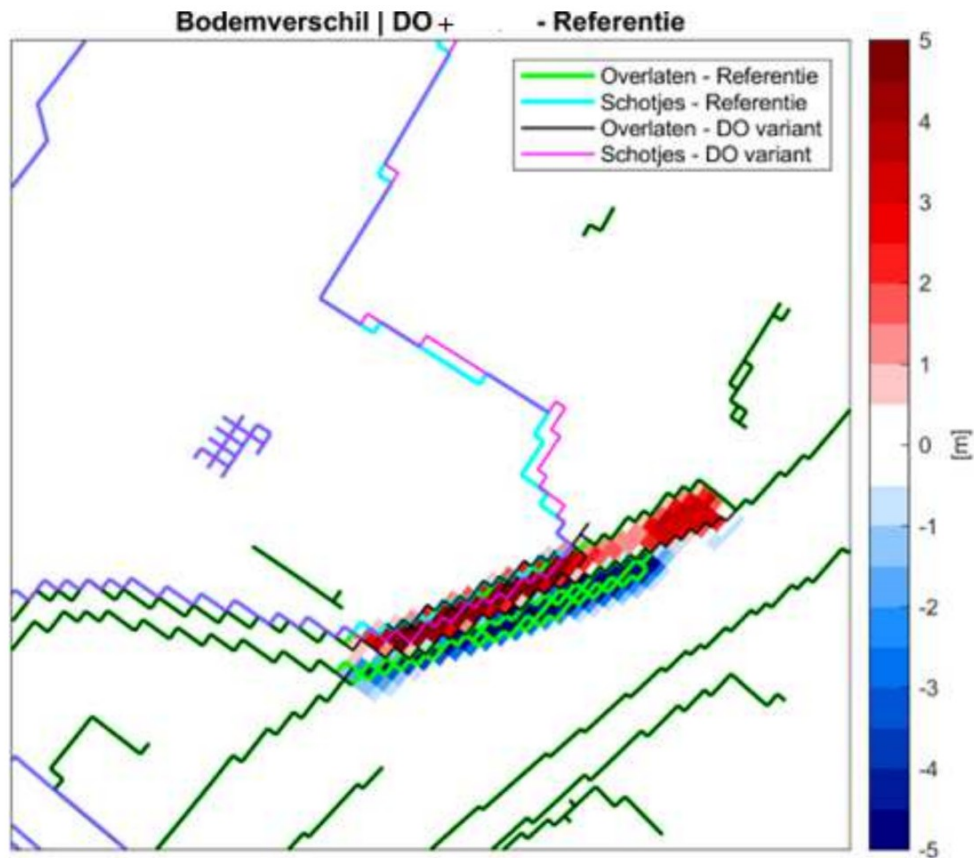 Bodemverschil | DO + - Referentie
Overlaten - Referentie
Schotjes - Referentie
Overlaten - DO variant
Schotjes - DO variant
5
4
3
2
1
0
-1
-2
-3
-4
-5
[m]